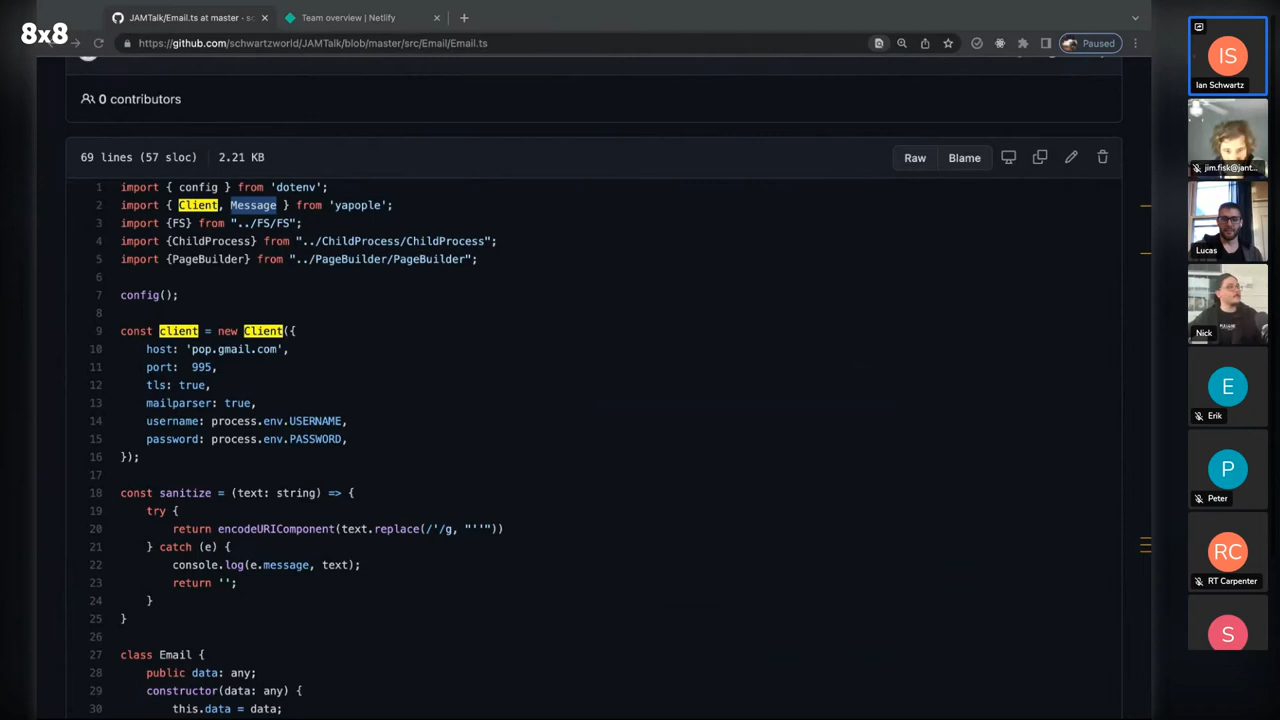 8x8
JAMTalk/Email.ts at master · sc
Team overview | Netlify
https://github.com/schwartzworld/JAMTalk/blob/master/src/Email/Email.ts
Paused
0 contributors
69 lines (57 sloc)
2.21 KB
Raw
Blame
1 import { config } from 'dotenv';
2 import { Client, Message } from 'yapople';
3 import {FS} from "../FS/FS";
4 import {ChildProcess} from "../ChildProcess/ChildProcess";
5 import {PageBuilder} from "../PageBuilder/PageBuilder";
6
7 config();
8
9 const client = new Client({
10 host: 'pop.gmail.com',
11 port: 995,
12 tls: true,
13 mailparser: true,
14 username: process.env.USERNAME,
15 password: process.env.PASSWORD,
16 });
17
18 const sanitize = (text: string) => {
19 try {
20 return encodeURIComponent(text.replace(/'/g, "''"))
21 } catch (e) {
22 console.log(e.message, text);
23 return '';
24 }
25 }
26
27 class Email {
28 public data: any;
29 constructor(data: any) {
30 this.data = data;
IS
Ian Schwartz
jim.fisk@jant...
Lucas
Nick
E
Erik
P
Peter
RC
RT Carpenter
S